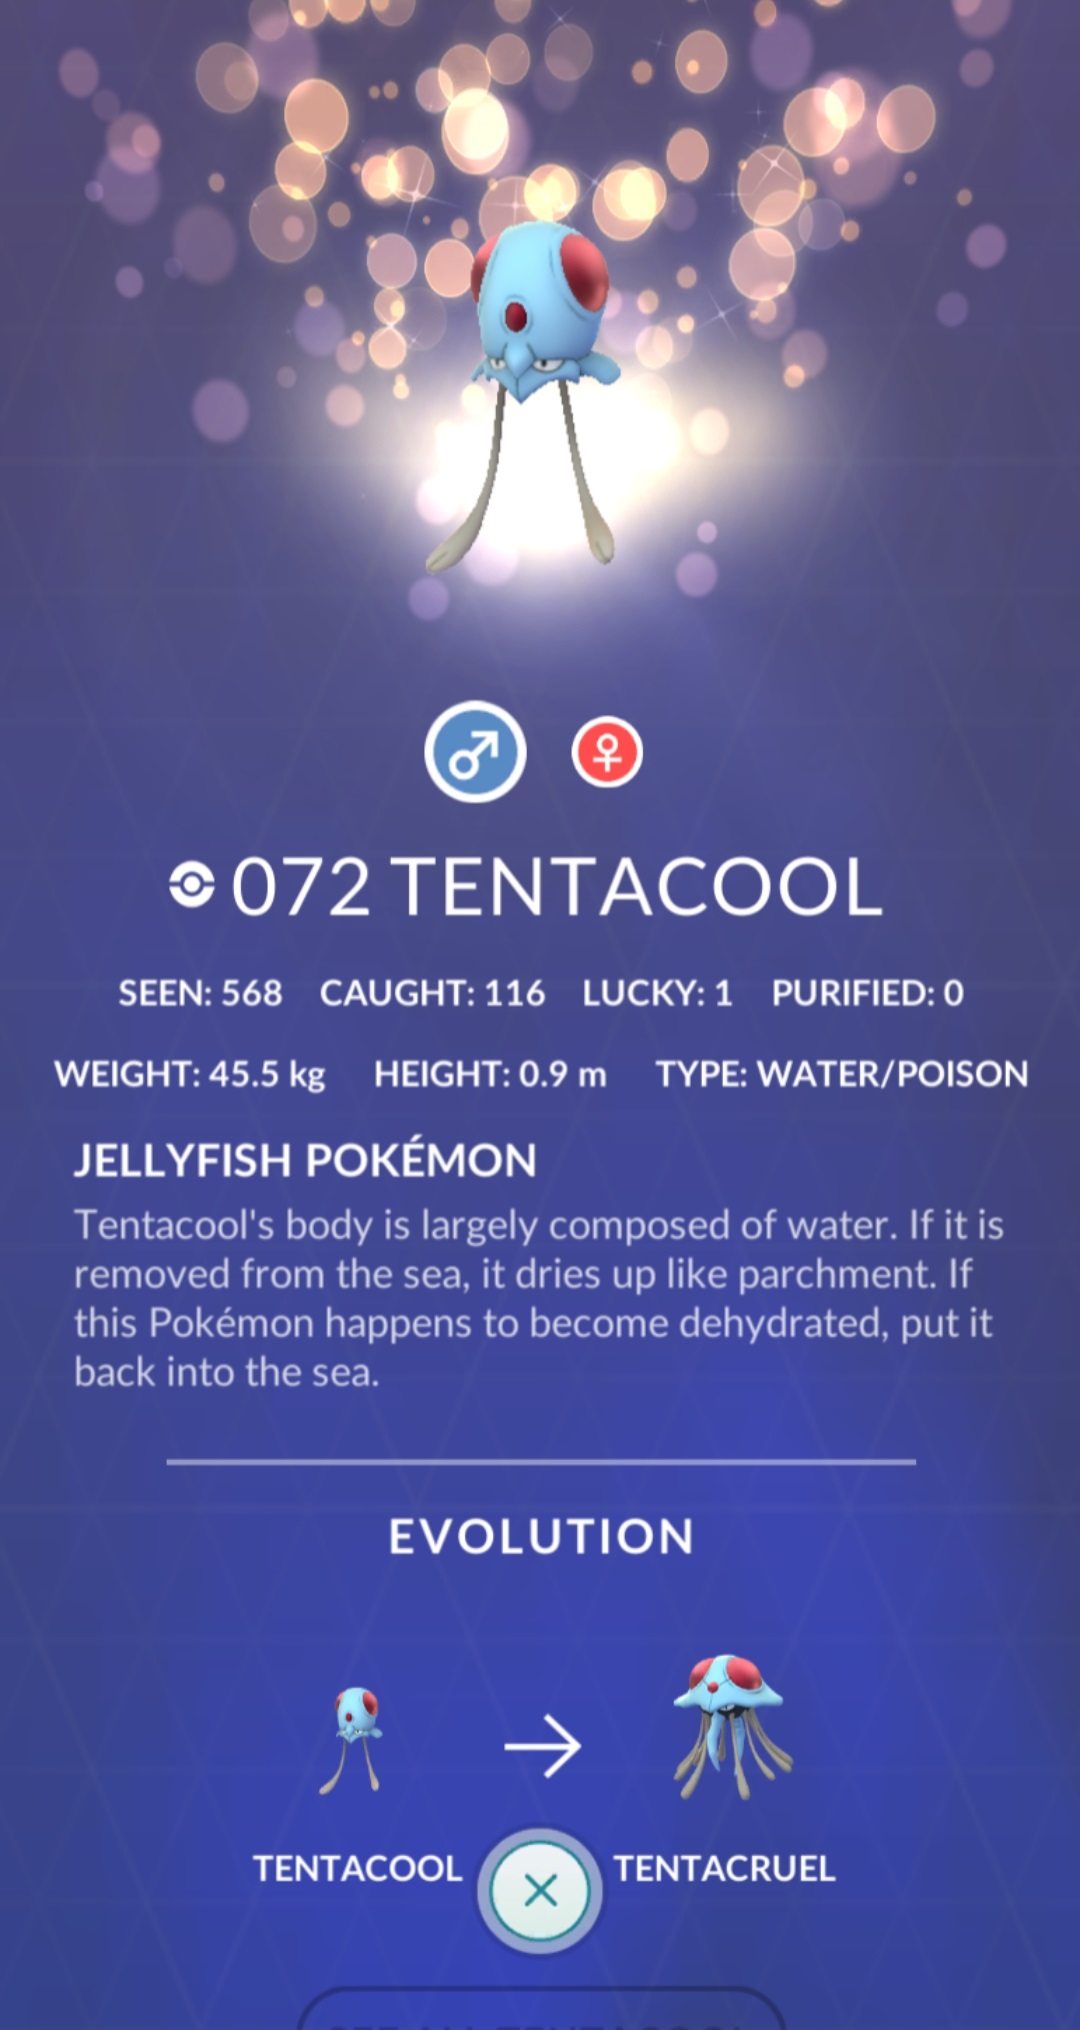 072 TENTACOOL
SEEN: 568 CAUGHT: 116 LUCKY: 1 PURIFIED: 0
WEIGHT: 45.5 kg HEIGHT: 0.9 m TYPE: WATER/POISON
JELLYFISH POKÉMON
Tentacool's body is largely composed of water. If it is
removed from the sea, it dries up like parchment. If
this Pokémon happens to become dehydrated, put it
back into the sea.
EVOLUTION
TENTACOOL TENTACRUEL